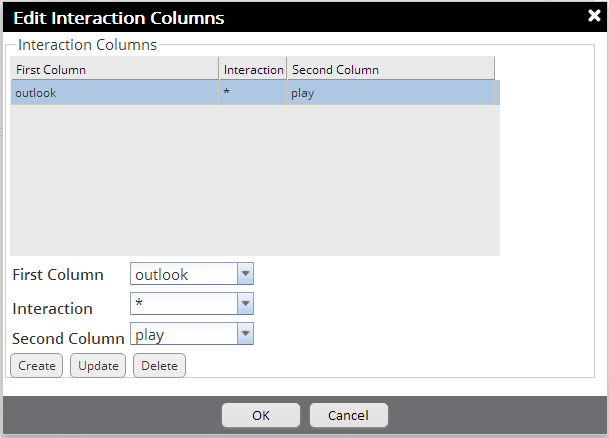 Edit Interaction Columns
Interaction Columns
First Column Interaction Second Column
outlook * play
First Column outlook
Interaction *
Second Column play
Create Update Delete
OK Cancel